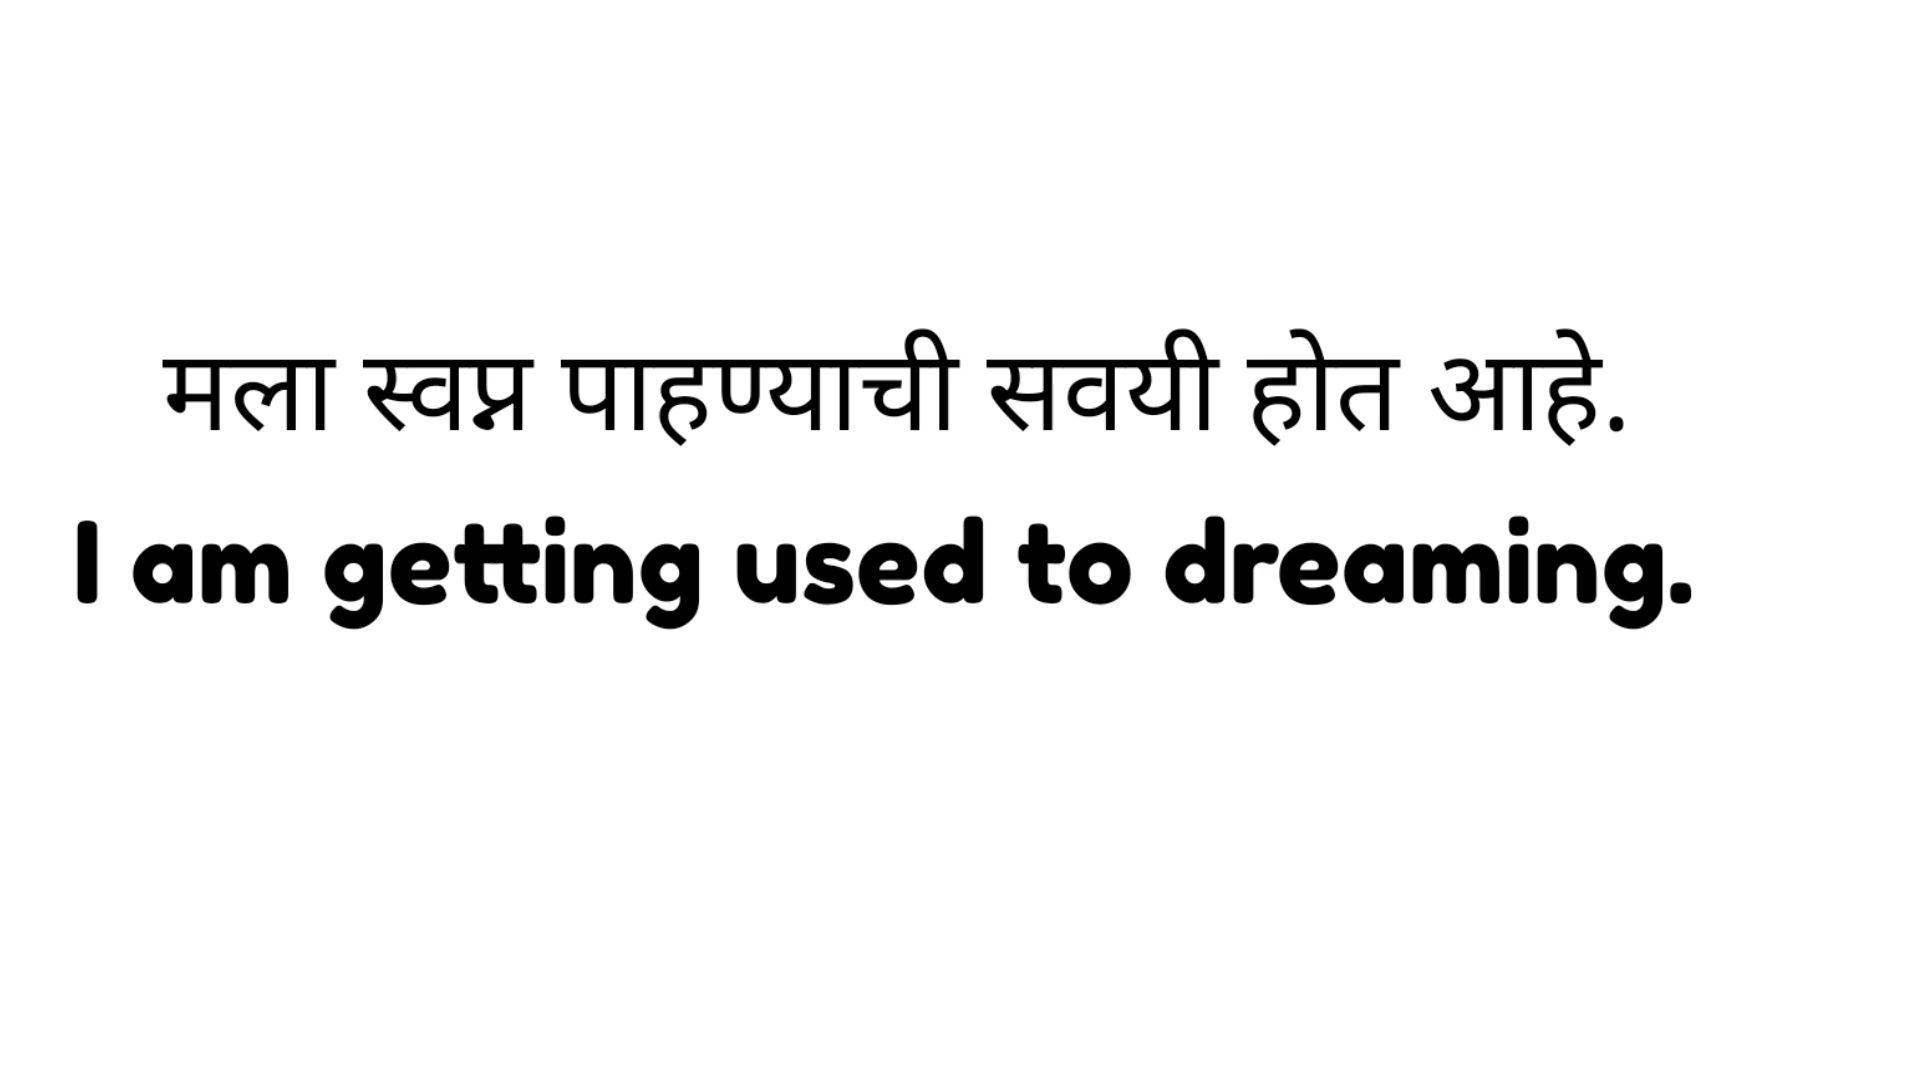 मला स्वप्न पाहण्याची सवयी होत आहे.
I am getting used to dreaming.